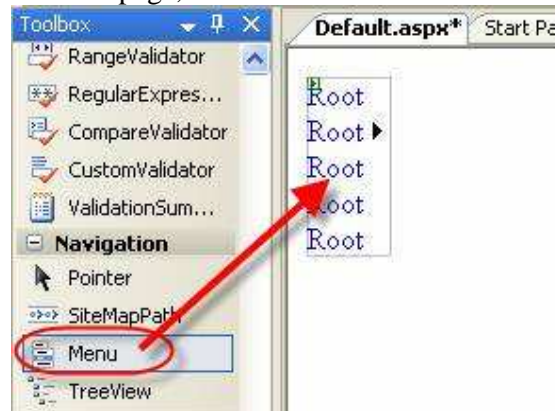 Toolbox
RangeValidator
RegularExpres...
CompareValidator
CustomValidator
ValidationSum...
Navigation
Pointer
SiteMapPath
Menu
TreeView
Default.aspx*
Start Pa
Root
Root
Root
Root
Root